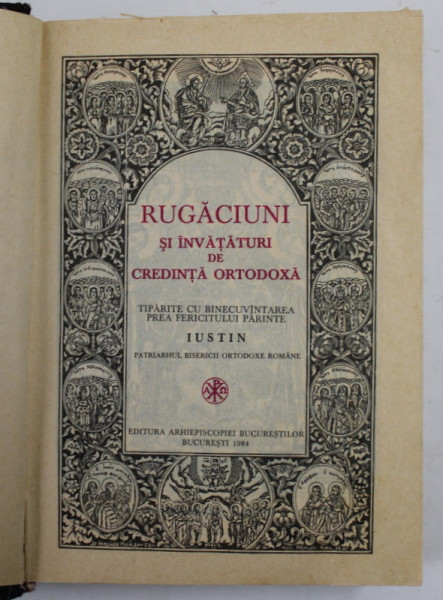 RUGĂCIUNI
ȘI ÎNVĂȚĂTURI
DE
CREDINȚĂ ORTODOXĂ
TIPĂRITE CU BINECUVÎNTAREA
PREA FERICITULUI PĂRINTE
IUSTIN
PATRIARHUL BISERICII ORTODOXE ROMÂNE
EDITURA ARHIEPISCOPIEI BUCUREȘTILOR
BUCUREȘTI 1984